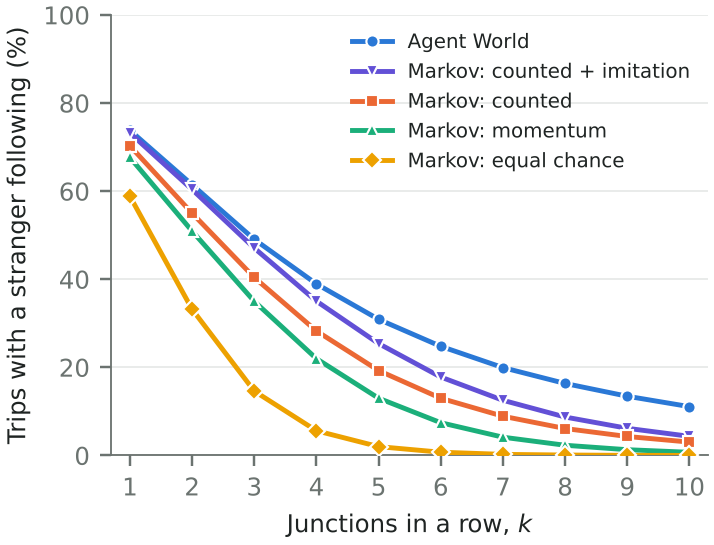 Trips with a stranger following (%)
100
80
60
40
20
0
Agent World
Markov: counted + imitation
Markov: counted
Markov: momentum
Markov: equal chance
1 2 3 4 5 6 7 8 9 10
Junctions in a row, k